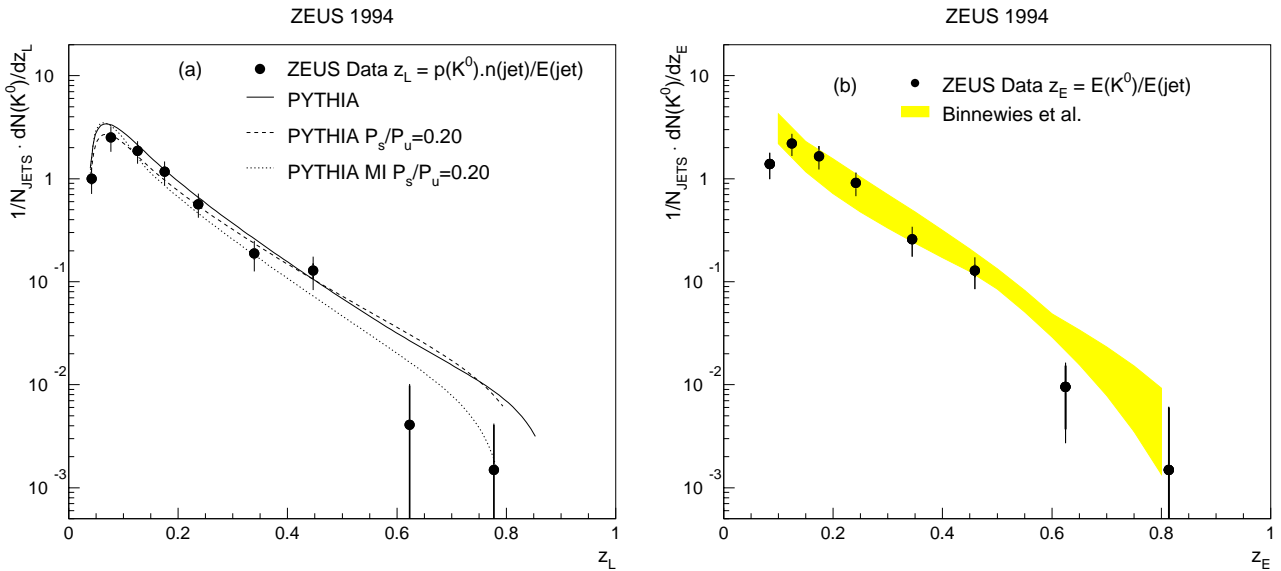 ZEUS 1994
(a)
ZEUS Data z_L = p(K^0).n(jet)/E(jet)
PYTHIA
PYTHIA P_s/P_u=0.20
PYTHIA MI P_s/P_u=0.20
1/N_JETS · dN(K^0)/dz_L
10
1
10^-1
10^-2
10^-3
0 0.2 0.4 0.6 0.8 1
z_L
ZEUS 1994
(b)
ZEUS Data z_E = E(K^0)/E(jet)
Binnewies et al.
1/N_JETS · dN(K^0)/dz_E
10
1
10^-1
10^-2
10^-3
0 0.2 0.4 0.6 0.8 1
z_E